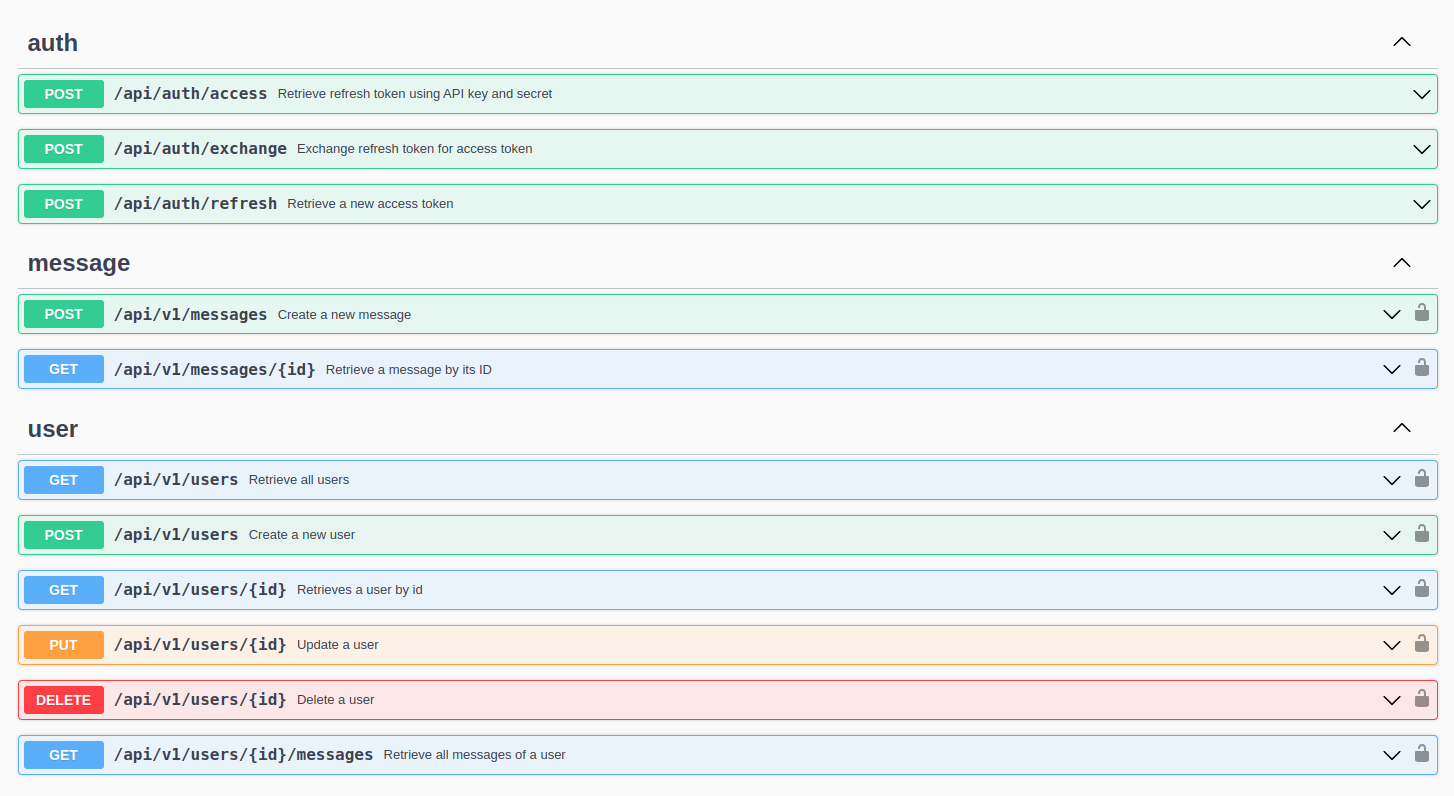 auth
POST /api/auth/access Retrieve refresh token using API key and secret
POST /api/auth/exchange Exchange refresh token for access token
POST /api/auth/refresh Retrieve a new access token
message
POST /api/v1/messages Create a new message
GET /api/v1/messages/{id} Retrieve a message by its ID
user
GET /api/v1/users Retrieve all users
POST /api/v1/users Create a new user
GET /api/v1/users/{id} Retrieves a user by id
PUT /api/v1/users/{id} Update a user
DELETE /api/v1/users/{id} Delete a user
GET /api/v1/users/{id}/messages Retrieve all messages of a user